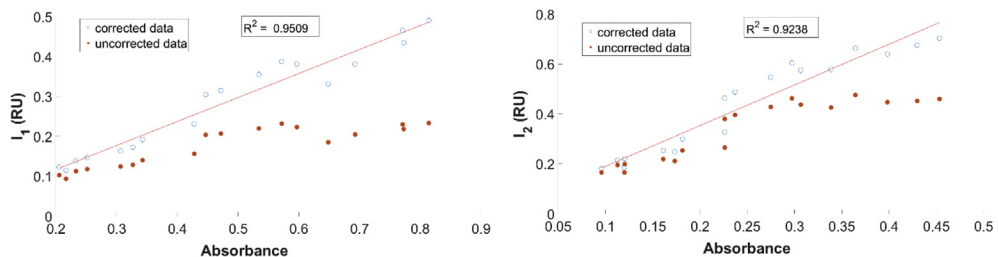 0.5
0.4
0.3
0.2
0.1
0
I1 (RU)
corrected data
uncorrected data
R2 = 0.9509
0.2 0.3 0.4 0.5 0.6 0.7 0.8 0.9
Absorbance
0.8
0.6
0.4
0.2
0
I2 (RU)
corrected data
uncorrected data
R2 = 0.9238
0.05 0.1 0.15 0.2 0.25 0.3 0.35 0.4 0.45 0.5
Absorbance